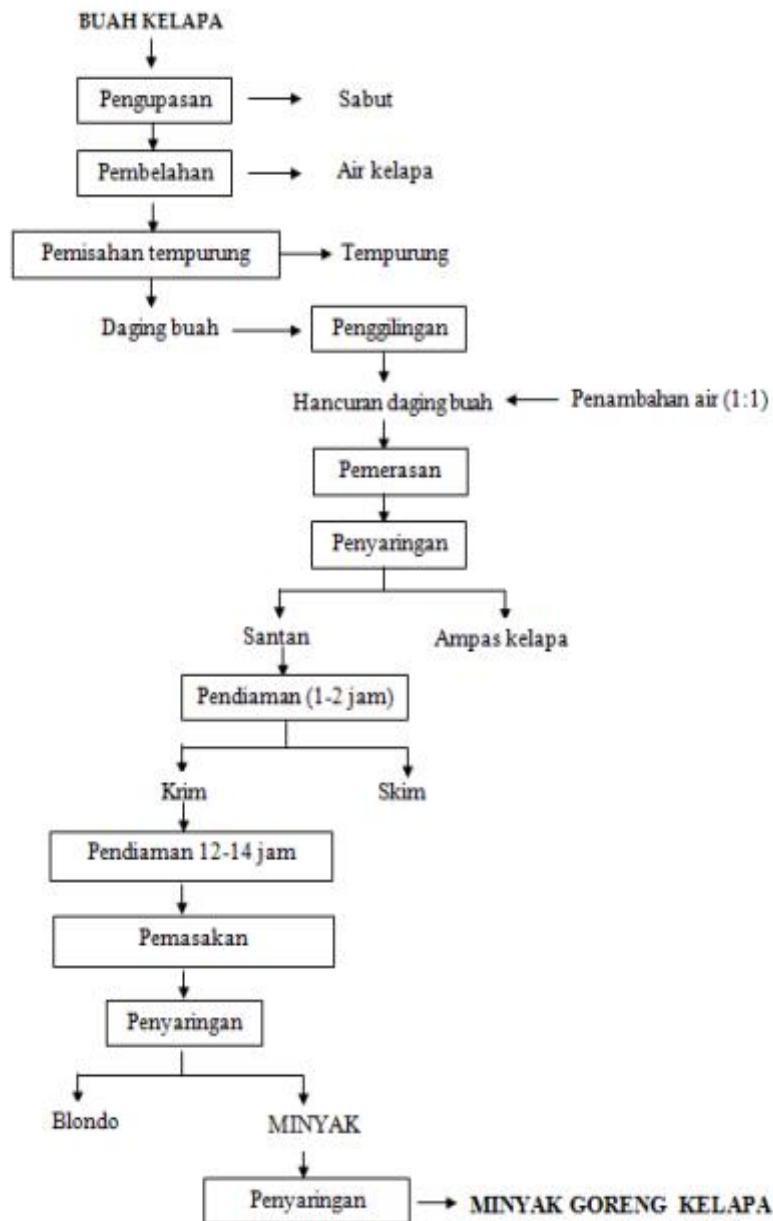 BUAH KELAPA
Pengupasan
Sabut
Pembelahan
Air kelapa
Pemisahan tempurung
Tempurung
Daging buah
Penggilingan
Hancuran daging buah
Penambahan air (1:1)
Pemerasan
Penyaringan
Santan
Ampas kelapa
Pendiaman (1-2 jam)
Krim
Skim
Pendiaman 12-14 jam
Pemasakan
Penyaringan
Blondo
MINYAK
Penyaringan
MINYAK GORENG KELAPA